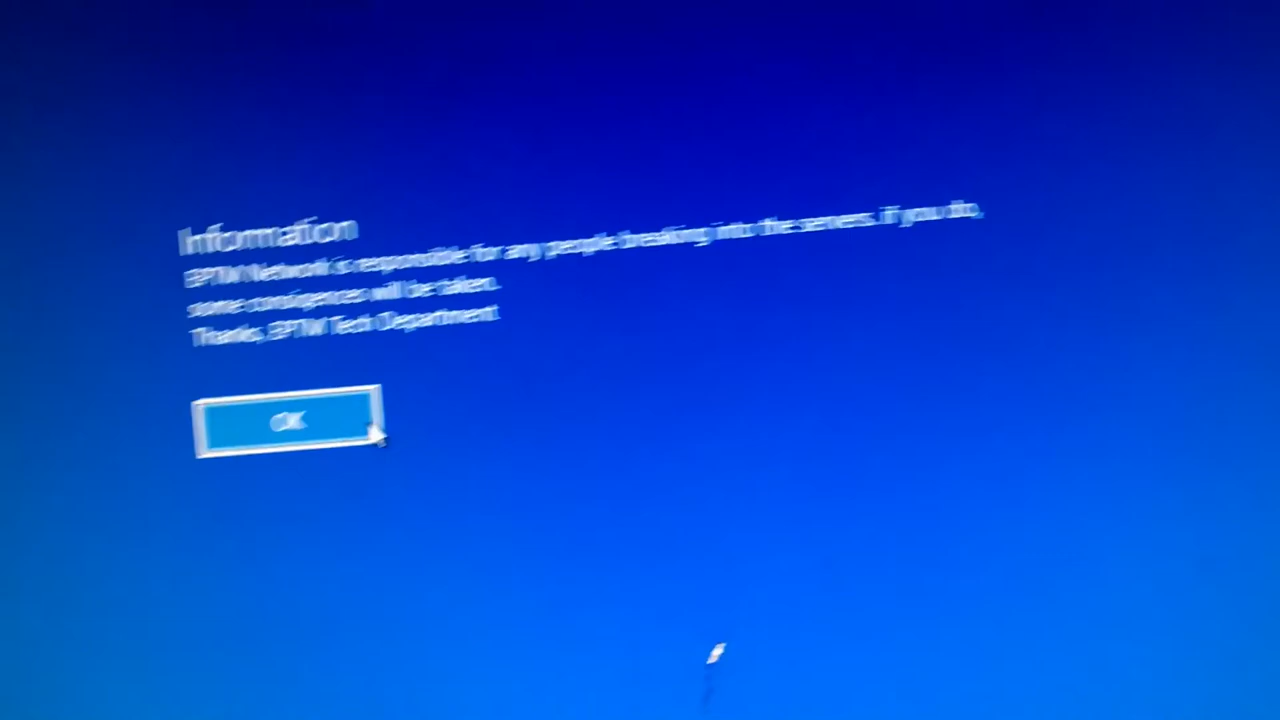 Information
Network is responsible for any people breaking into the servers. If you do,
some consiqences will be taken.
Thanks, Tech Department
OK